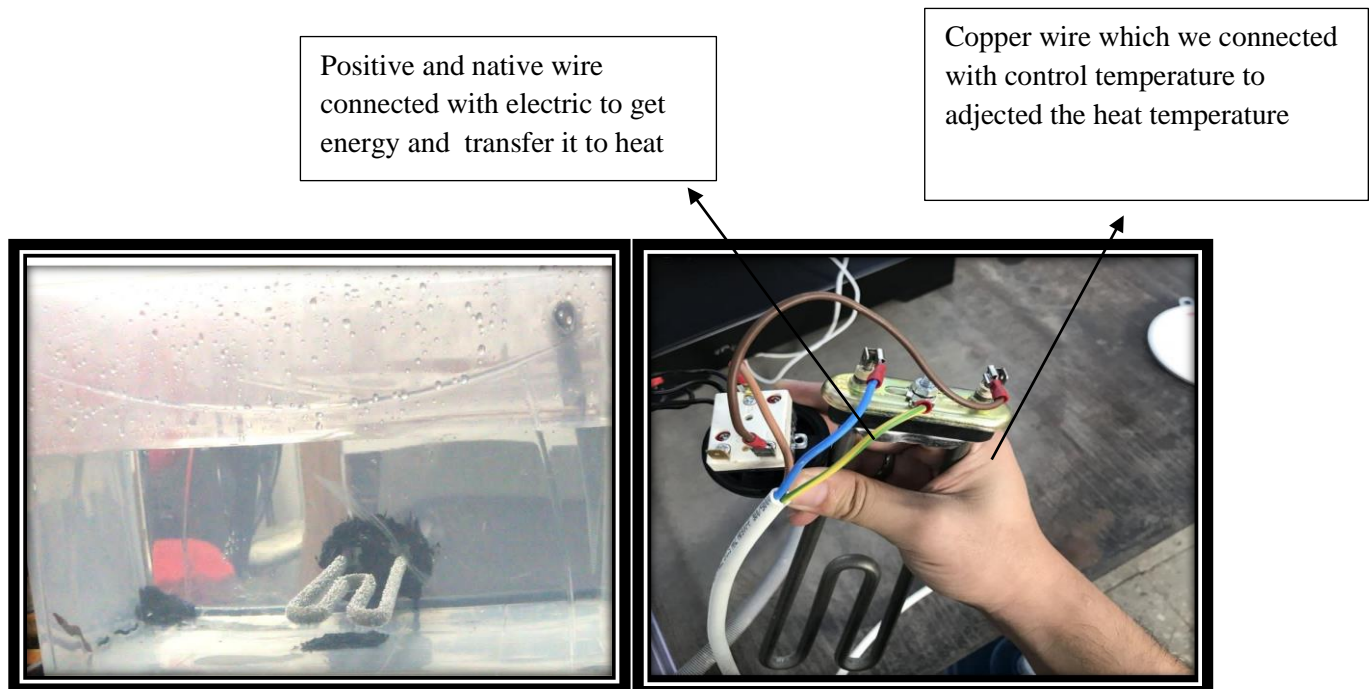 Positive and native wire
connected with electric to get
energy and transfer it to heat
Copper wire which we connected
with control temperature to
adjected the heat temperature